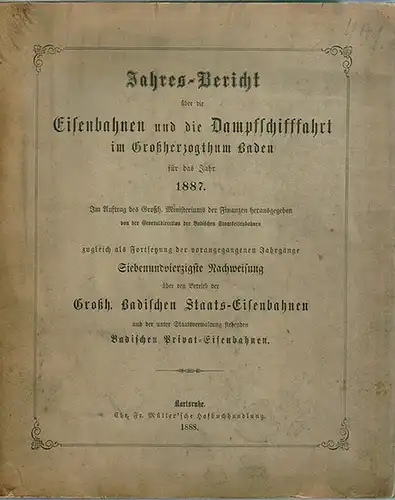 Jahres-Bericht
über die
Eisenbahnen und die Dampfschifffahrt
im Großherzogthum Baden
für das Jahr
1887.
Im Auftrag des Großh. Ministeriums der Finanzen herausgegeben
von der Generaldirection der Badischen Staatseisenbahnen
zugleich als Fortsetzung der vorangegangenen Jahrgänge
Siebenundvierzigste Nachweisung
über den Betrieb der
Großh. Badischen Staats-Eisenbahnen
und der unter Staatsverwaltung stehenden
Badischen Privat-Eisenbahnen.
Karlsruhe.
Chr. Fr. Müller'sche Hofbuchhandlung.
1888.